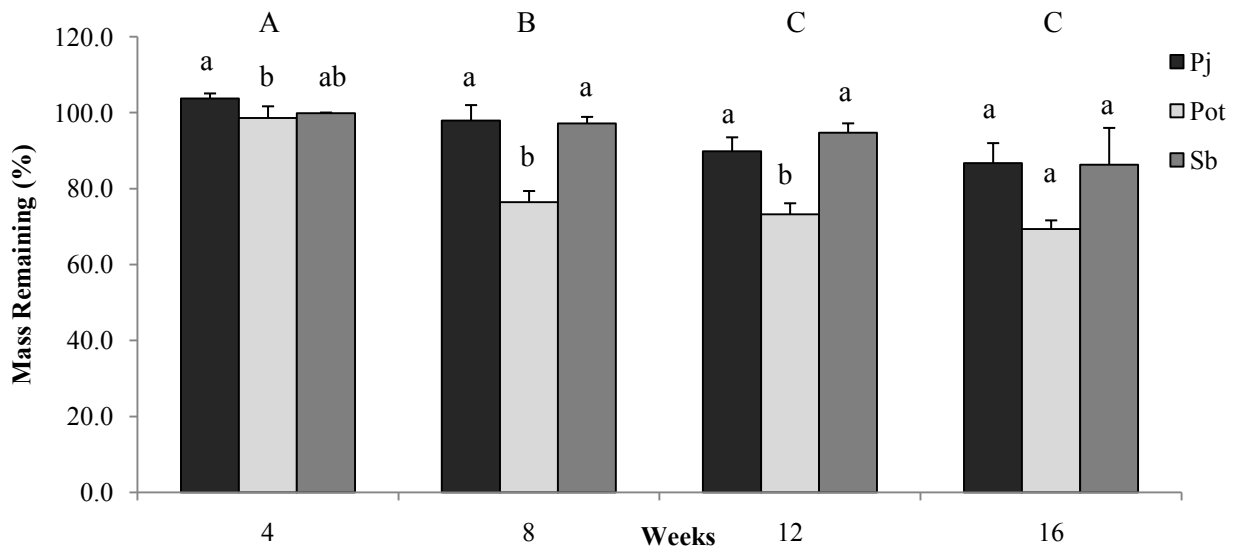 A B C C
120.0
100.0
80.0
60.0
40.0
20.0
0.0
Mass Remaining (%)
a b ab
a b a
a b a
a a a
4 8 12 16
Weeks
Pj
Pot
Sb